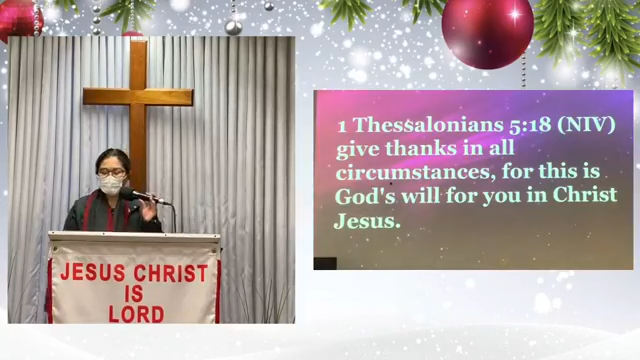 JESUS CHRIST
IS
LORD
1 Thessalonians 5:18 (NIV)
give thanks in all
circumstances, for this is
God's will for you in Christ
Jesus.